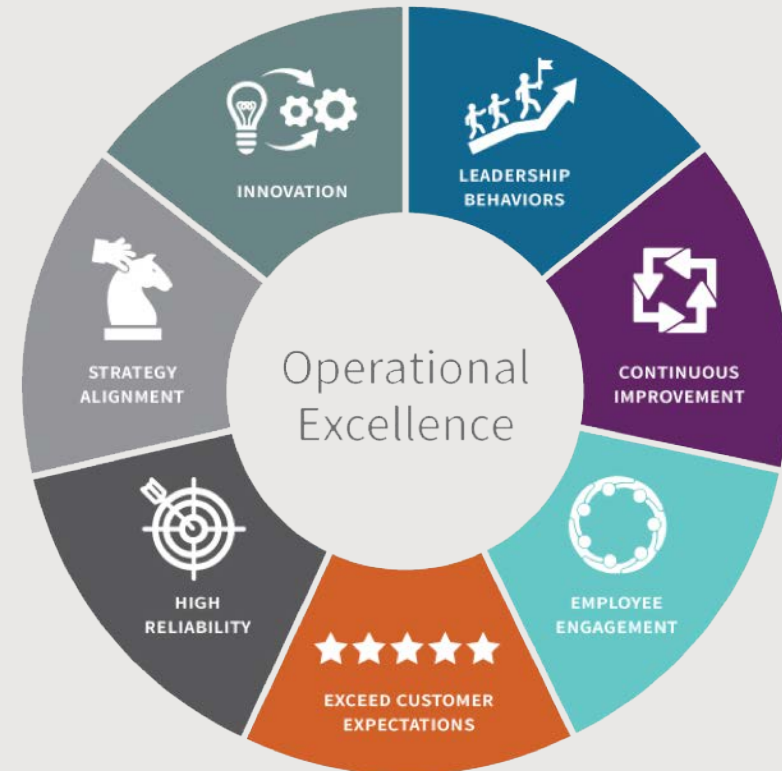 Operational
Excellence
LEADERSHIP
BEHAVIORS
CONTINUOUS
IMPROVEMENT
EMPLOYEE
ENGAGEMENT
EXCEED CUSTOMER
EXPECTATIONS
HIGH
RELIABILITY
STRATEGY
ALIGNMENT
INNOVATION